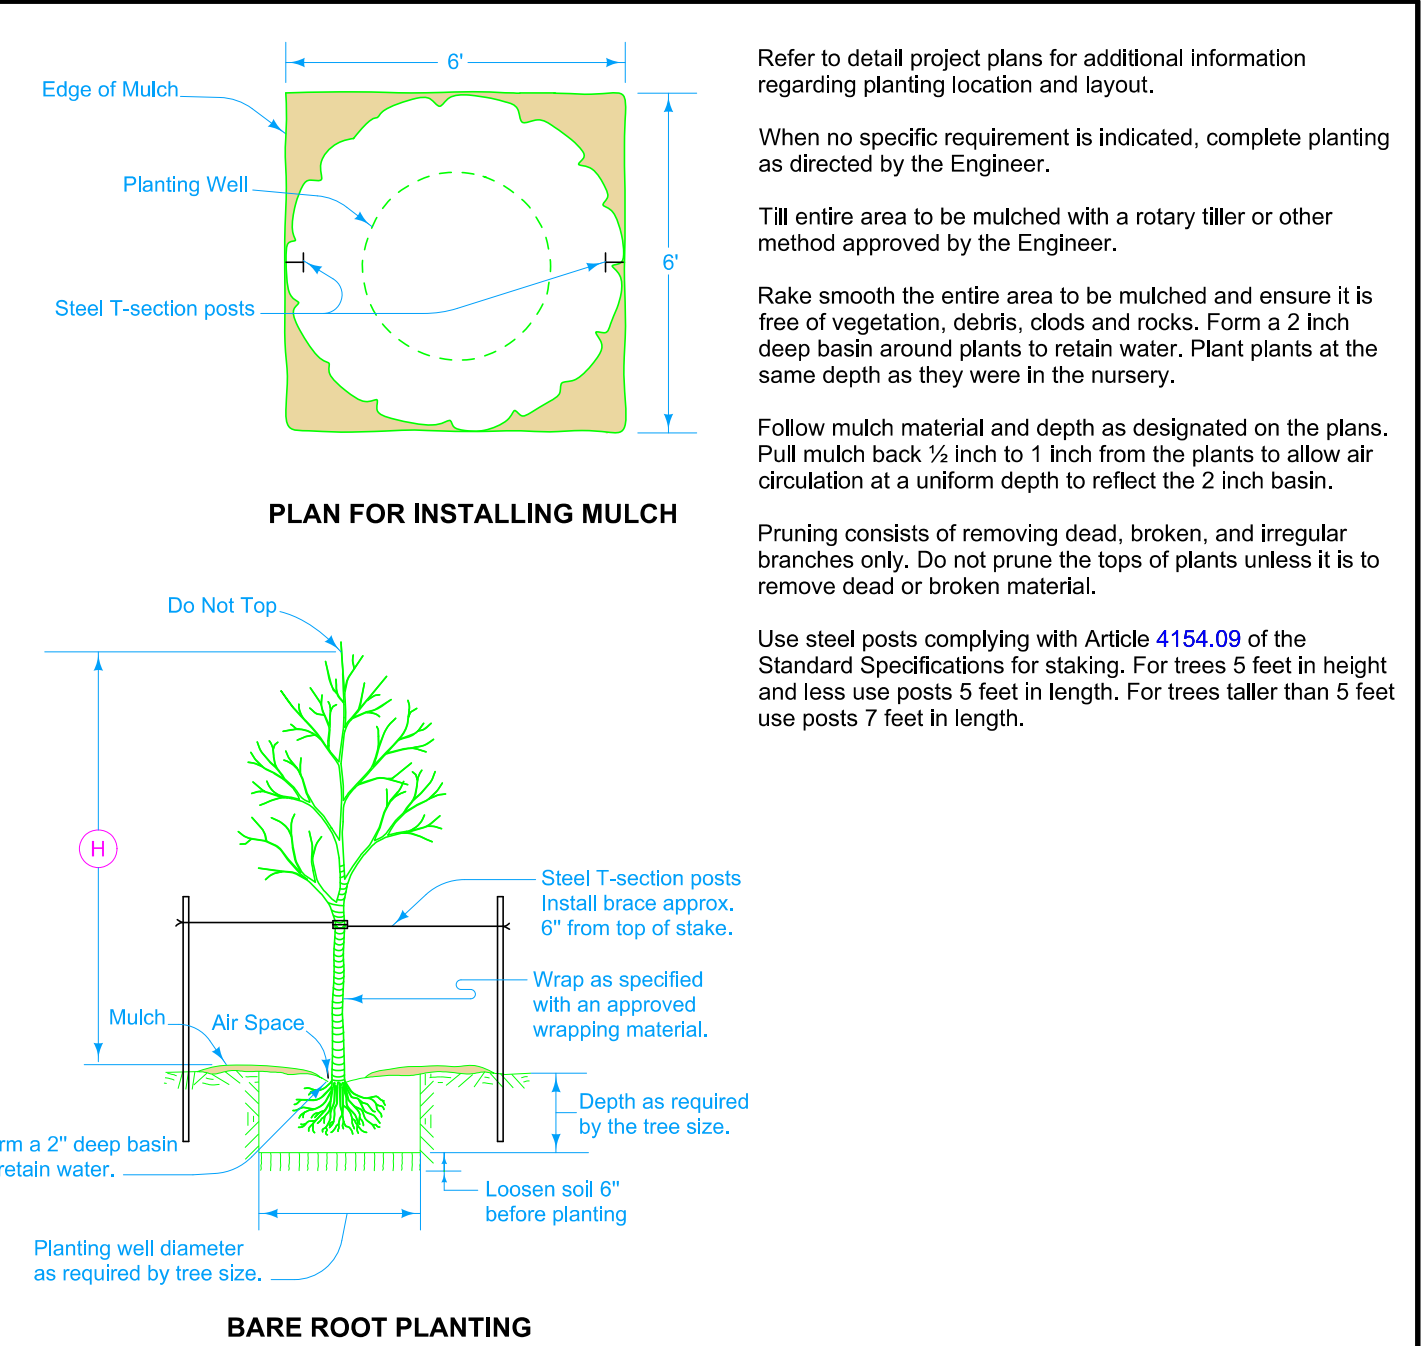 6'
Edge of Mulch
Planting Well
6'
Steel T-section posts
PLAN FOR INSTALLING MULCH
Do Not Top
H
Steel T-section posts
Install brace approx.
6" from top of stake.
Wrap as specified
with an approved
wrapping material.
Mulch
Air Space
Depth as required
by the tree size.
rm a 2" deep basin
retain water.
Loosen soil 6"
before planting
Planting well diameter
as required by tree size.
BARE ROOT PLANTING
Refer to detail project plans for additional information
regarding planting location and layout.
When no specific requirement is indicated, complete planting
as directed by the Engineer.
Till entire area to be mulched with a rotary tiller or other
method approved by the Engineer.
Rake smooth the entire area to be mulched and ensure it is
free of vegetation, debris, clods and rocks. Form a 2 inch
deep basin around plants to retain water. Plant plants at the
same depth as they were in the nursery.
Follow mulch material and depth as designated on the plans.
Pull mulch back ½ inch to 1 inch from the plants to allow air
circulation at a uniform depth to reflect the 2 inch basin.
Pruning consists of removing dead, broken, and irregular
branches only. Do not prune the tops of plants unless it is to
remove dead or broken material.
Use steel posts complying with Article 4154.09 of the
Standard Specifications for staking. For trees 5 feet in height
and less use posts 5 feet in length. For trees taller than 5 feet
use posts 7 feet in length.